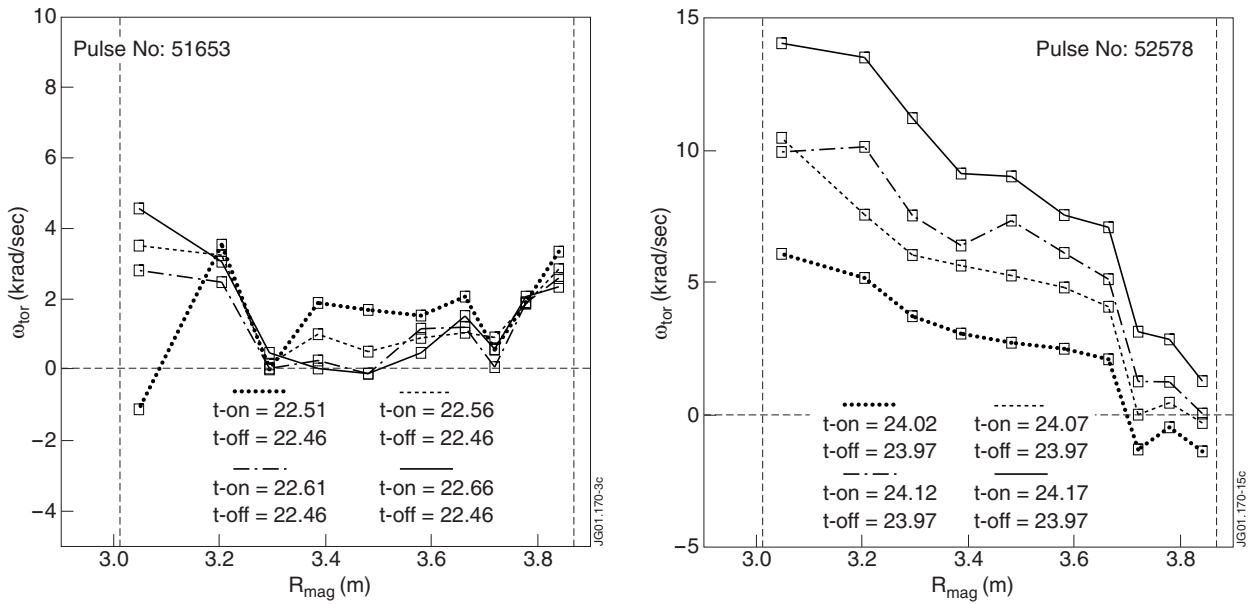 10
8
6
4
2
0
−2
−4
ωtor (krad/sec)
Pulse No: 51653
t-on = 22.51
t-off = 22.46
t-on = 22.56
t-off = 22.46
t-on = 22.61
t-off = 22.46
t-on = 22.66
t-off = 22.46
3.0 3.2 3.4 3.6 3.8
Rmag (m)
JG01.170-3c
15
10
5
0
−5
ωtor (krad/sec)
Pulse No: 52578
t-on = 24.02
t-off = 23.97
t-on = 24.07
t-off = 23.97
t-on = 24.12
t-off = 23.97
t-on = 24.17
t-off = 23.97
3.0 3.2 3.4 3.6 3.8
Rmag (m)
JG01.170-15c